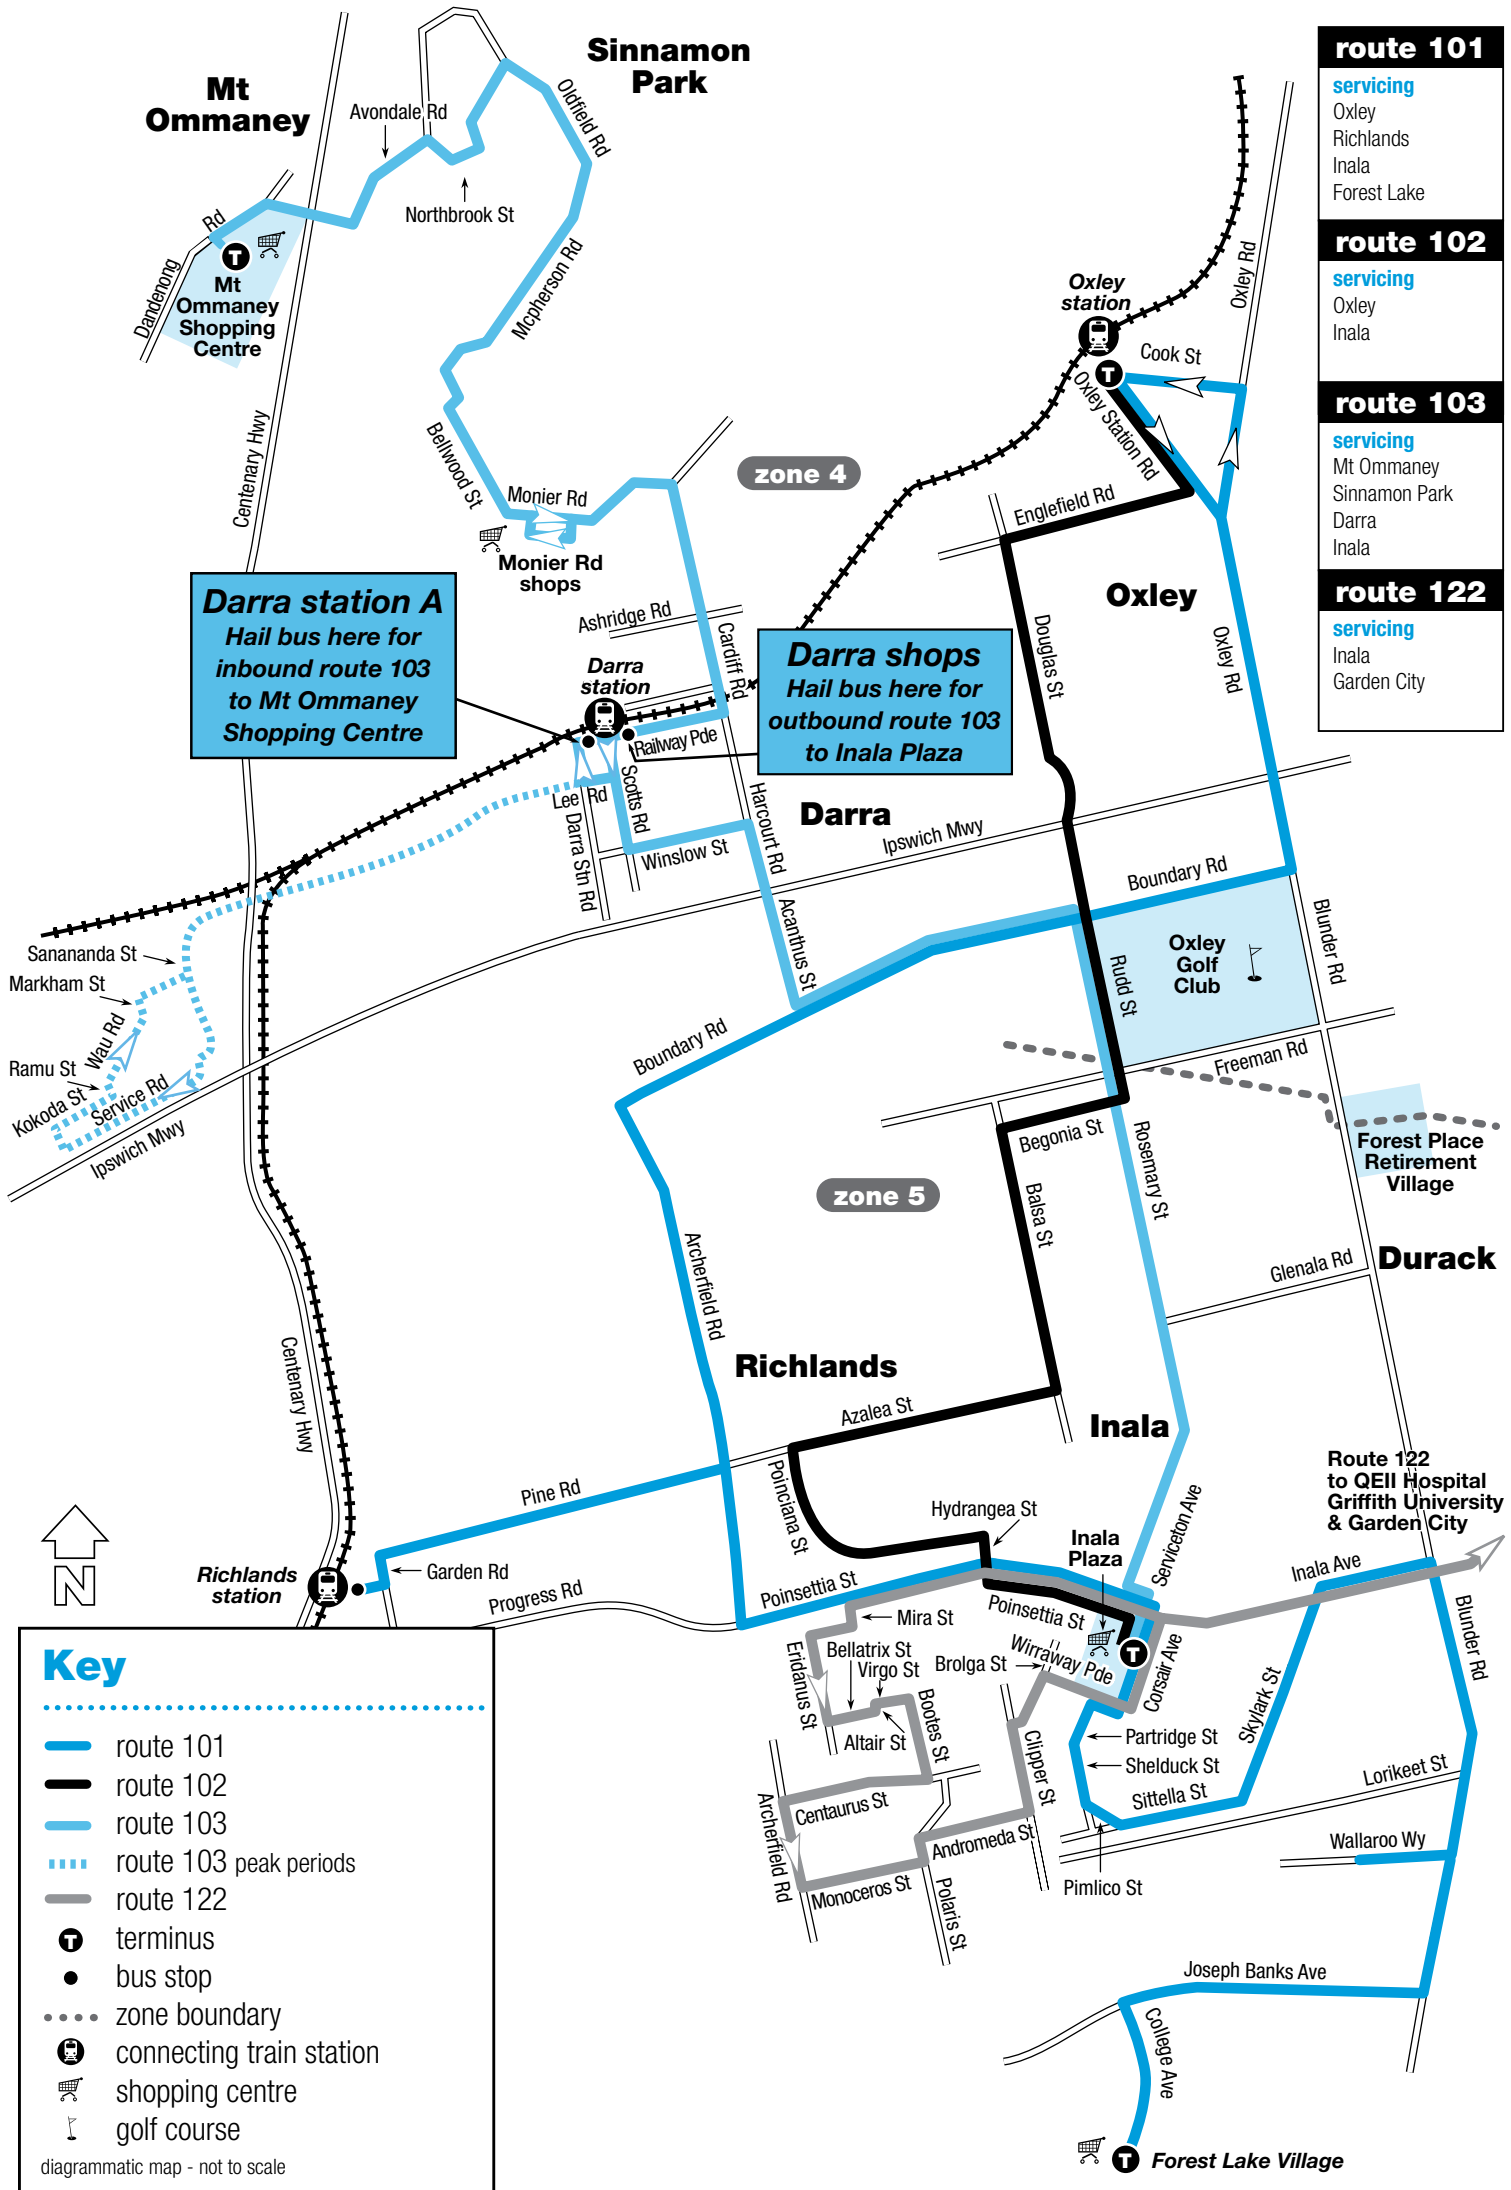 Sinnamon
Park
Mt
Ommaney
Avondale Rd
Oldfield Rd
Northbrook St
Rd
Dandenong
Mt
Ommaney
Shopping
Centre
Mcpherson Rd
Centenary Hwy
Bellwood St
Monier Rd
Monier Rd
shops
zone 4
Oxley
station
Oxley Rd
Cook St
Oxley Station Rd
Englefield Rd
route 101
servicing
Oxley
Richlands
Inala
Forest Lake
route 102
servicing
Oxley
Inala
route 103
servicing
Mt Ommaney
Sinnamon Park
Darra
Inala
route 122
servicing
Inala
Garden City
Darra station A
Hail bus here for
inbound route 103
to Mt Ommaney
Shopping Centre
Ashridge Rd
Darra
station
Cardiff Rd
Railway Pde
Darra shops
Hail bus here for
outbound route 103
to Inala Plaza
Oxley
Douglas St
Oxley Rd
Lee Rd
Scotts Rd
Darra Stn Rd
Winslow St
Harcourt Rd
Darra
Ipswich Mwy
Boundary Rd
Acanthus St
Blunder Rd
Oxley
Golf
Club
Rudd St
Sanananda St
Markham St
Wau Rd
Ramu St
Kokoda St
Service Rd
Ipswich Mwy
Boundary Rd
Freeman Rd
Begonia St
Rosemary St
Forest Place
Retirement
Village
zone 5
Balsa St
Archerfield Rd
Glenala Rd
Durack
Centenary Hwy
Richlands
Azalea St
Inala
Pine Rd
Poinciana St
Hydrangea St
Inala
Plaza
Serviceton Ave
Route 122
to QEII Hospital
Griffith University
& Garden City
Inala Ave
N
Richlands
station
Garden Rd
Progress Rd
Poinsettia St
Poinsettia St
Mira St
Wirraway Pde
Corsair Ave
Blunder Rd
Eridanus St
Bellatrix St
Virgo St
Brolga St
Altair St
Bootes St
Clipper St
Partridge St
Shelduck St
Skylark St
Sittella St
Lorikeet St
Centaurus St
Archerfield Rd
Andromeda St
Monoceros St
Polaris St
Pimlico St
Wallaroo Wy
Joseph Banks Ave
College Ave
Forest Lake Village
Key
route 101
route 102
route 103
route 103 peak periods
route 122
T terminus
bus stop
zone boundary
connecting train station
shopping centre
golf course
diagrammatic map - not to scale
T
T
T
T